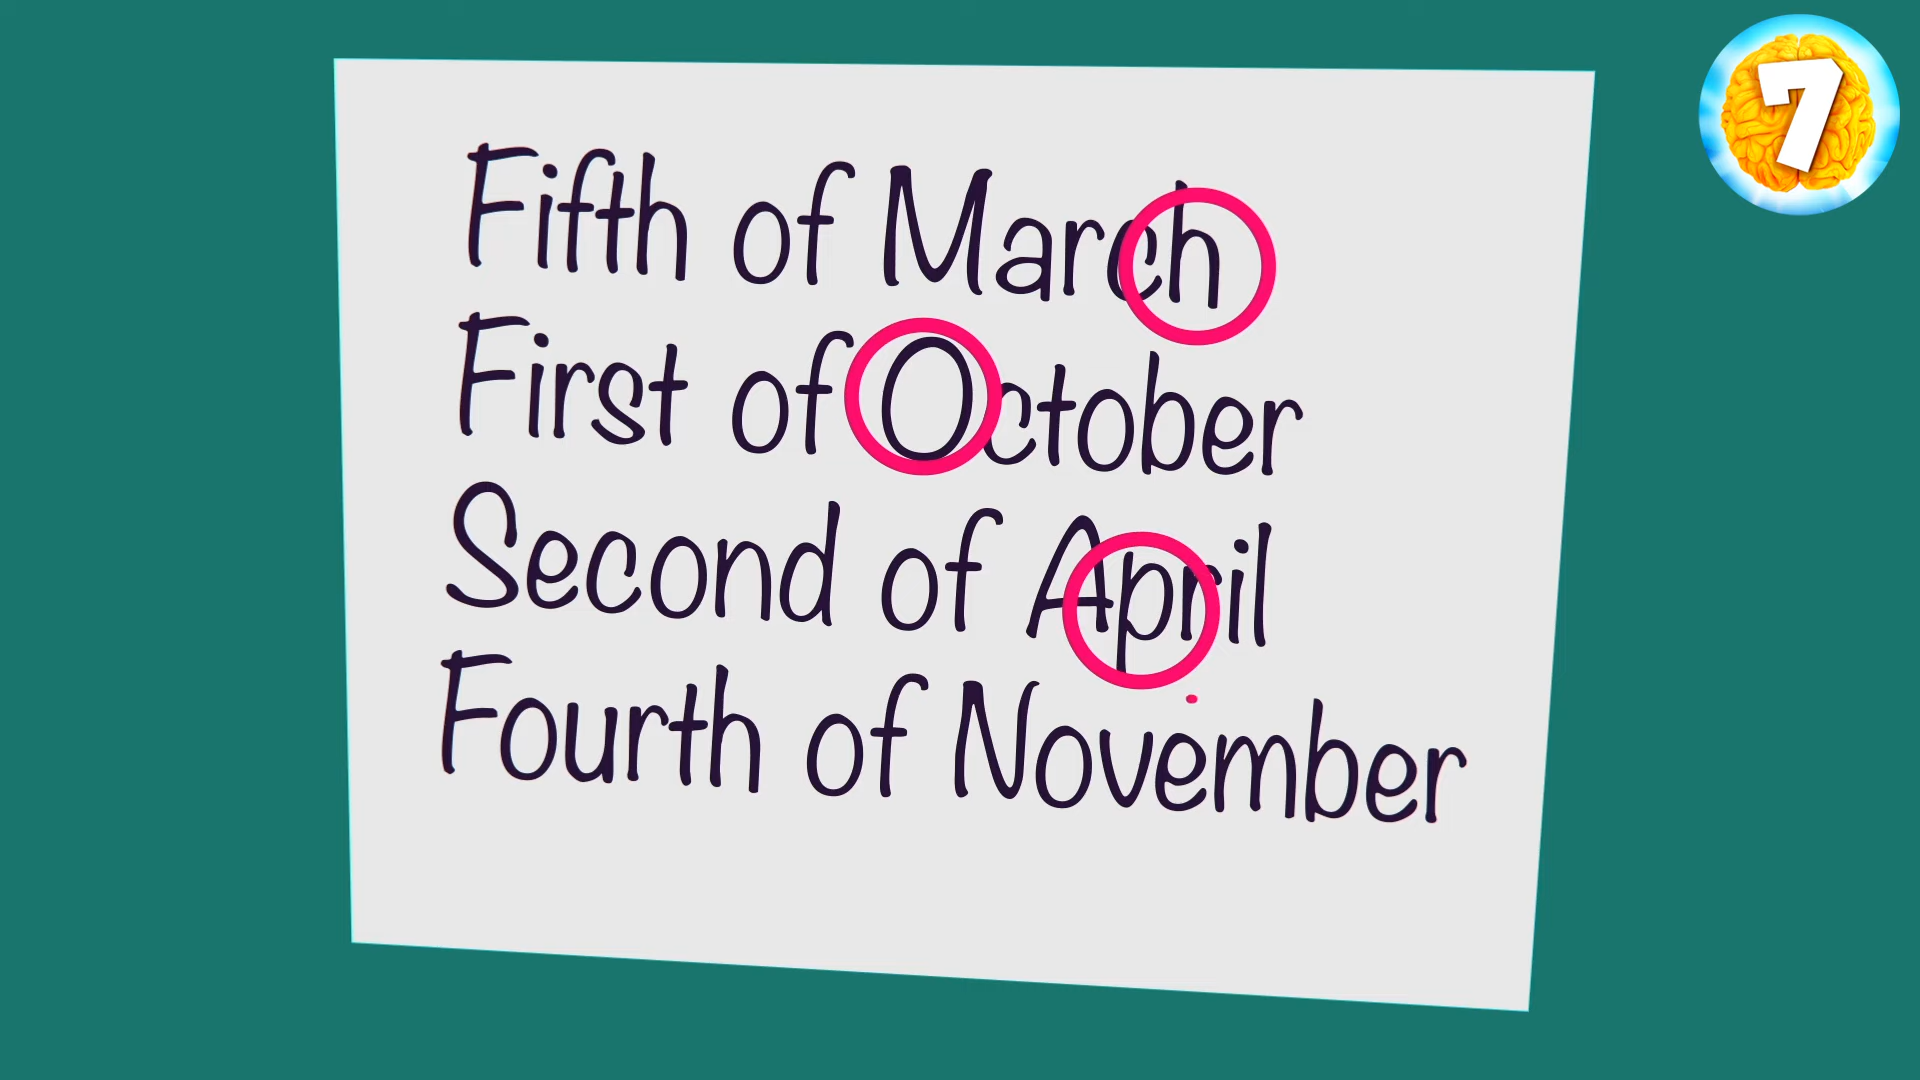 7
Fifth of March
First of October
Second of April
Fourth of November